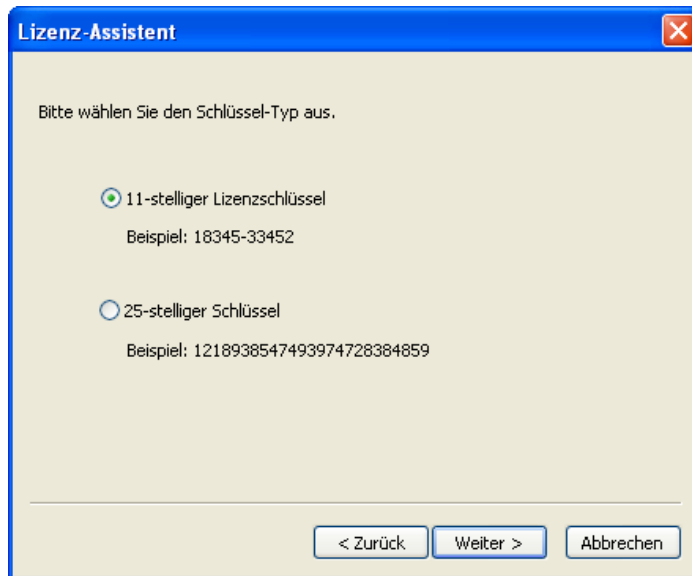 Lizenz-Assistent
Bitte wählen Sie den Schlüssel-Typ aus.
11-stelliger Lizenzschlüssel
Beispiel: 18345-33452
25-stelliger Schlüssel
Beispiel: 1218938547493974728384859
< Zurück Weiter > Abbrechen